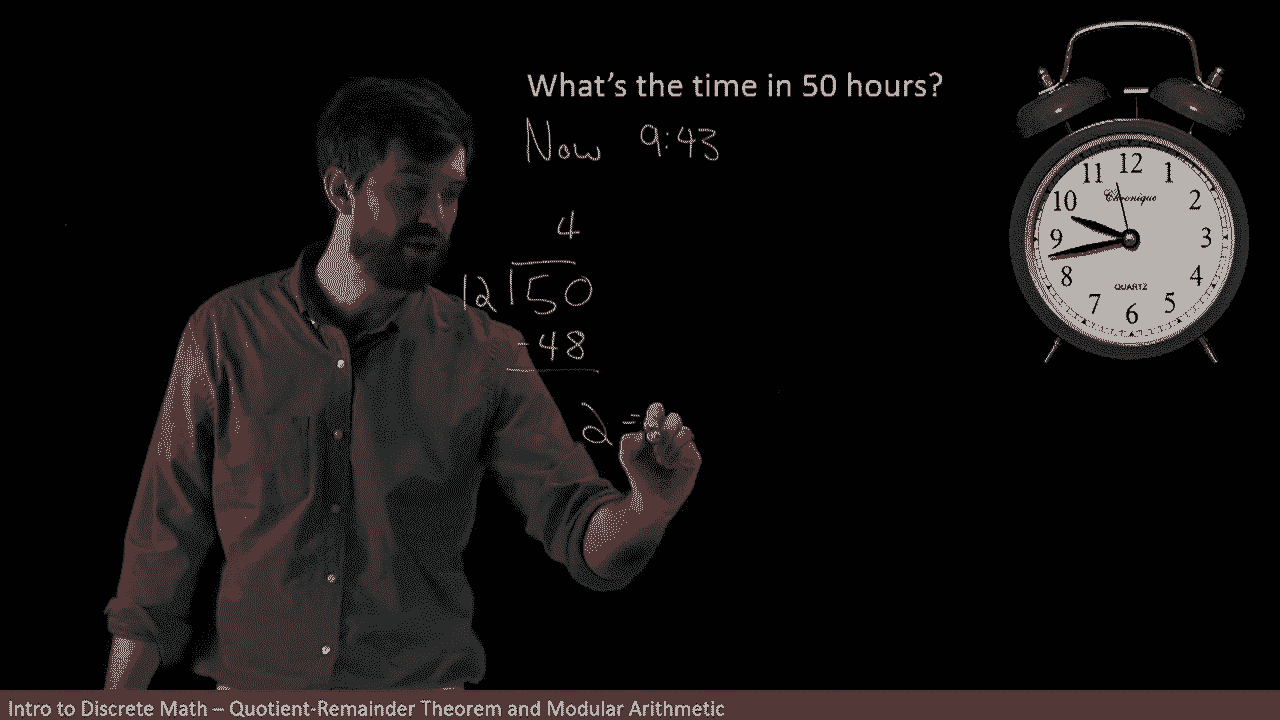 What's the time in 50 hours?
Now 9:43
4
12 50
-48
2 =
12
11 1
10 2
9 3
8 4
7 5
6
Chronique
QUARTZ
Intro to Discrete Math – Quotient-Remainder Theorem and Modular Arithmetic